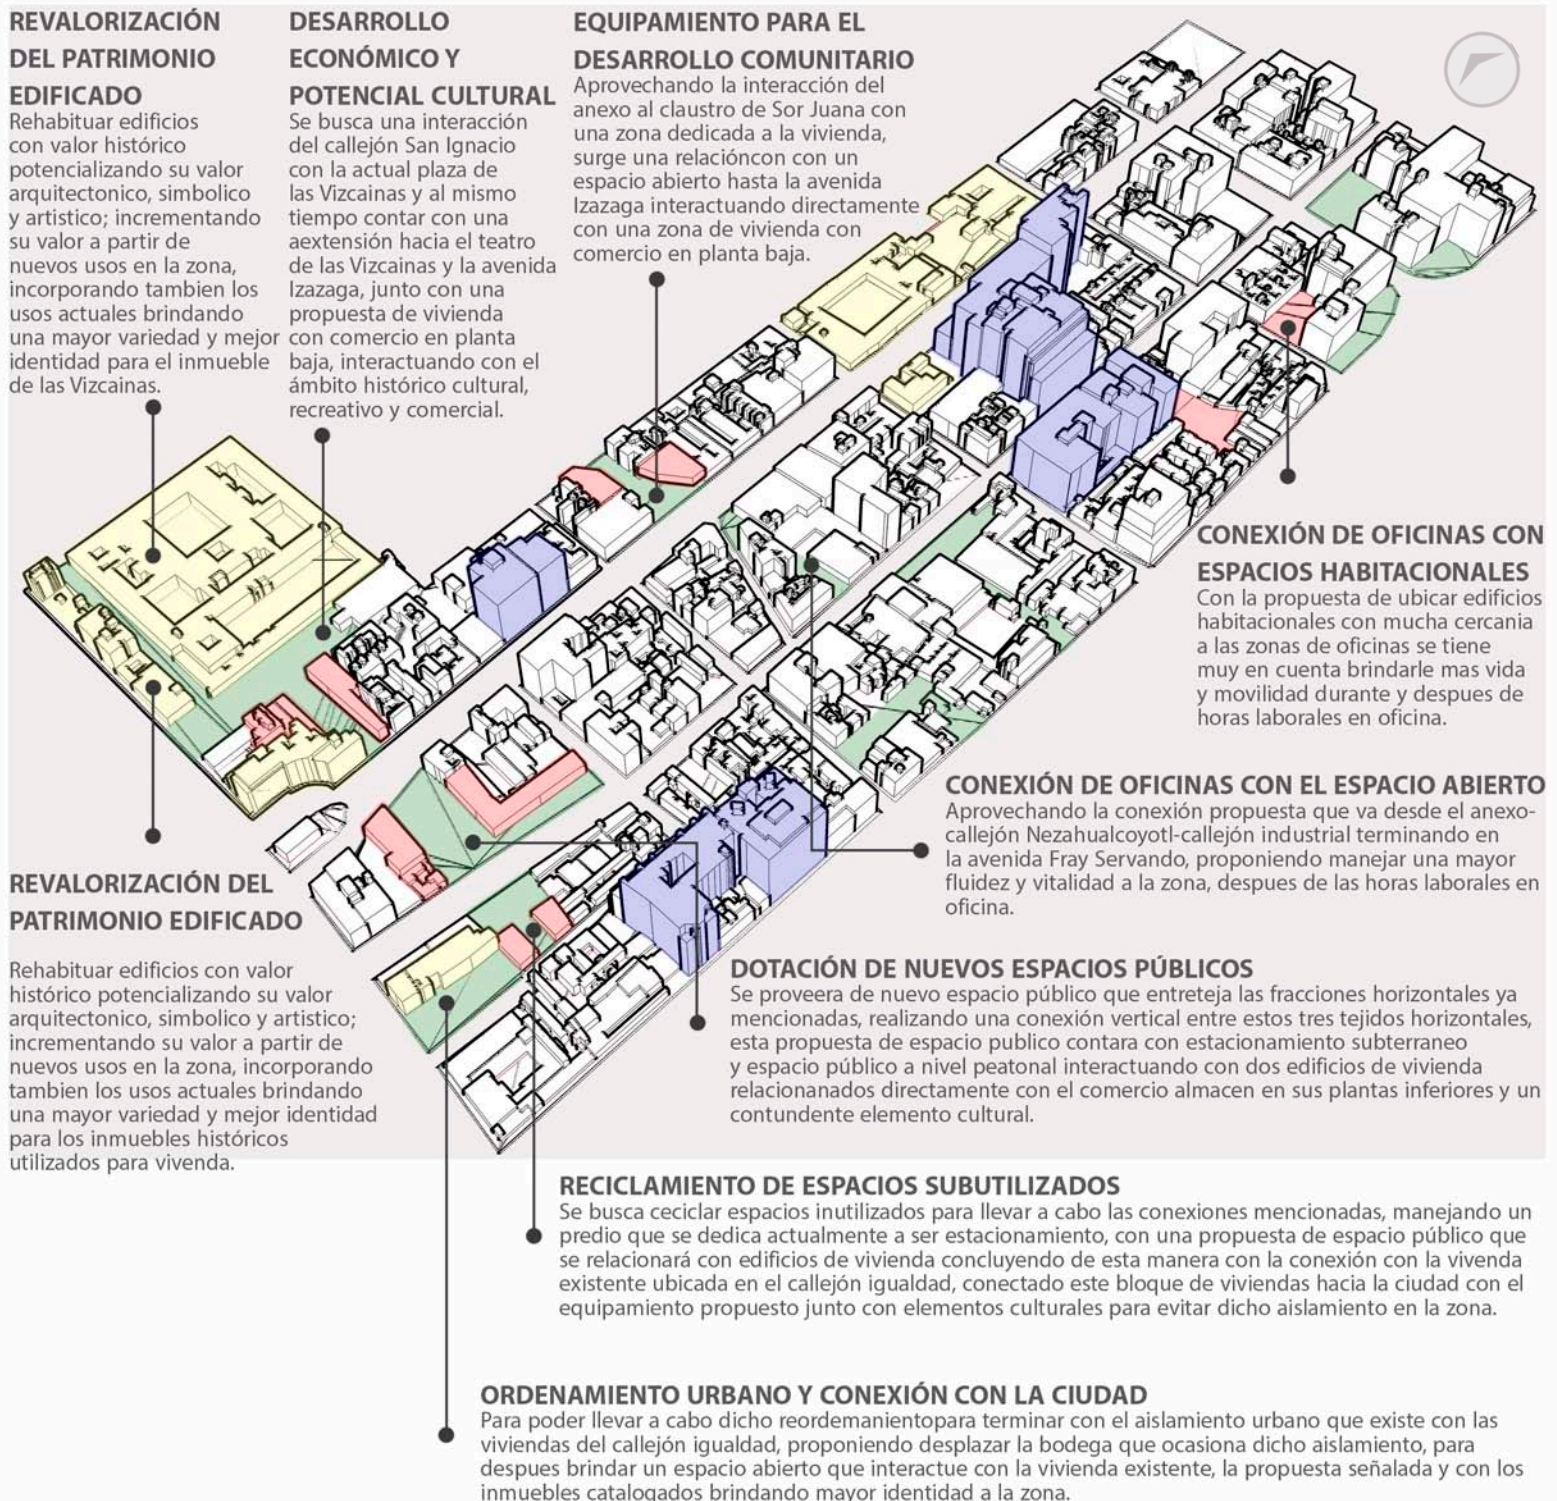 REVALORIZACIÓN
DEL PATRIMONIO
EDIFICADO
Rehabituar edificios
con valor histórico
potencializando su valor
arquitectonico, simbolico
y artistico; incrementando
su valor a partir de
nuevos usos en la zona,
incorporando tambien los
usos actuales brindando
una mayor variedad y mejor
identidad para el inmueble
de las Vizcainas.
DESARROLLO
ECONÓMICO Y
POTENCIAL CULTURAL
Se busca una interacción
del callejón San Ignacio
con la actual plaza de
las Vizcainas y al mismo
tiempo contar con una
aextensión hacia el teatro
de las Vizcainas y la avenida
Izazaga, junto con una
propuesta de vivienda
con comercio en planta
baja, interactuando con el
ámbito histórico cultural,
recreativo y comercial.
EQUIPAMIENTO PARA EL
DESARROLLO COMUNITARIO
Aprovechando la interacción del
anexo al claustro de Sor Juana con
una zona dedicada a la vivienda,
surge una relacióncon con un
espacio abierto hasta la avenida
Izazaga interactuando directamente
con una zona de vivienda con
comercio en planta baja.
CONEXIÓN DE OFICINAS CON
ESPACIOS HABITACIONALES
Con la propuesta de ubicar edificios
habitacionales con mucha cercania
a las zonas de oficinas se tiene
muy en cuenta brindarle mas vida
y movilidad durante y despues de
horas laborales en oficina.
CONEXIÓN DE OFICINAS CON EL ESPACIO ABIERTO
Aprovechando la conexión propuesta que va desde el anexo-
callejón Nezahualcoyotl-callejón industrial terminando en
la avenida Fray Servando, proponiendo manejar una mayor
fluidez y vitalidad a la zona, despues de las horas laborales en
oficina.
REVALORIZACIÓN DEL
PATRIMONIO EDIFICADO
Rehabituar edificios con valor
histórico potencializando su valor
arquitectonico, simbolico y artistico;
incrementando su valor a partir de
nuevos usos en la zona, incorporando
tambien los usos actuales brindando
una mayor variedad y mejor identidad
para los inmuebles históricos
utilizados para vivenda.
DOTACIÓN DE NUEVOS ESPACIOS PÚBLICOS
Se proveera de nuevo espacio público que entreteja las fracciones horizontales ya
mencionadas, realizando una conexión vertical entre estos tres tejidos horizontales,
esta propuesta de espacio publico contara con estacionamiento subterraneo
y espacio público a nivel peatonal interactuando con dos edificios de vivienda
relacionanados directamente con el comercio almacen en sus plantas inferiores y un
contundente elemento cultural.
RECICLAMIENTO DE ESPACIOS SUBUTILIZADOS
Se busca ceciclar espacios inutilizados para llevar a cabo las conexiones mencionadas, manejando un
predio que se dedica actualmente a ser estacionamiento, con una propuesta de espacio público que
se relacionará con edificios de vivienda concluyendo de esta manera con la conexión con la vivenda
existente ubicada en el callejón igualdad, conectado este bloque de viviendas hacia la ciudad con el
equipamiento propuesto junto con elementos culturales para evitar dicho aislamiento en la zona.
ORDENAMIENTO URBANO Y CONEXIÓN CON LA CIUDAD
Para poder llevar a cabo dicho reordemanientopara terminar con el aislamiento urbano que existe con las
viviendas del callejón igualdad, proponiendo desplazar la bodega que ocasiona dicho aislamiento, para
despues brindar un espacio abierto que interactue con la vivienda existente, la propuesta señalada y con los
inmuebles catalogados brindando mayor identidad a la zona.